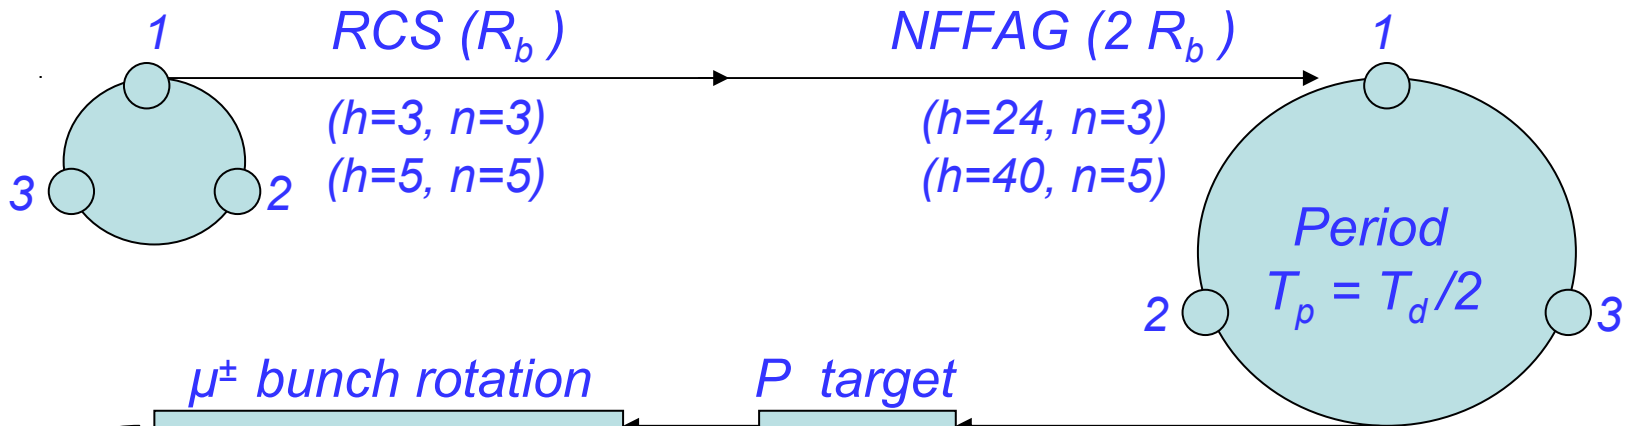 1 RCS (R_b ) NFFAG (2 R_b ) 1
(h=3, n=3) (h=24, n=3)
(h=5, n=5) (h=40, n=5)
3 2
Period
T_p = T_d /2
2 3
μ± bunch rotation P target